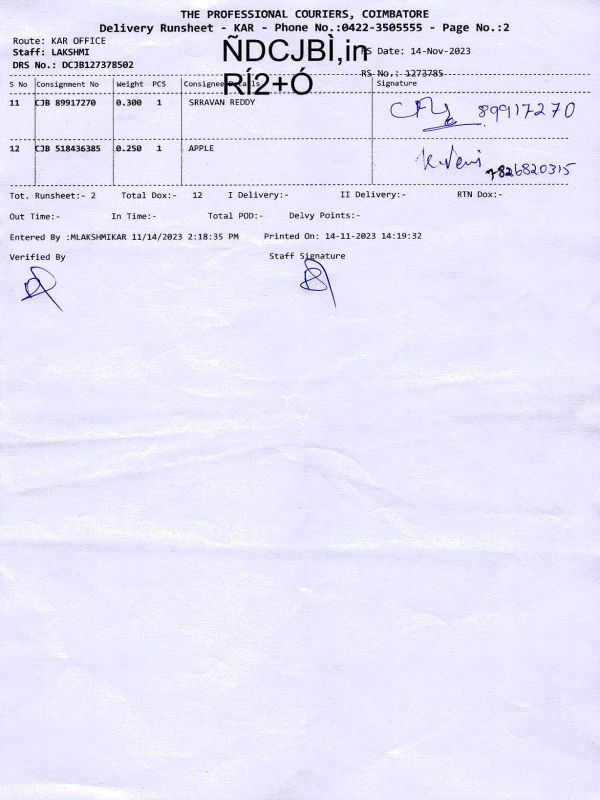 THE PROFESSIONAL COURIERS, COIMBATORE
Delivery Runsheet - KAR - Phone No.:0422-3505555 - Page No.:2
Route: KAR OFFICE
Staff: LAKSHMI
ÑDCJBÌ,in
RS Date: 14-Nov-2023
DRS No.: DCJB127378502
RÍ2+Ó
RS No.: 1273785
S No Consignment No Weight PCS Consignee Details Signature
11 CJB 89917270 0.300 1 SRRAVAN REDDY 89917270
12 CJB 518436385 0.250 1 APPLE K.Veni 7826820315
Tot. Runsheet:- 2 Total Dox:- 12 I Delivery:- II Delivery:- RTN Dox:-
Out Time:- In Time:- Total POD:- Delvy Points:-
Entered By :MLAKSHMIKAR 11/14/2023 2:18:35 PM Printed On: 14-11-2023 14:19:32
Verified By Staff Signature